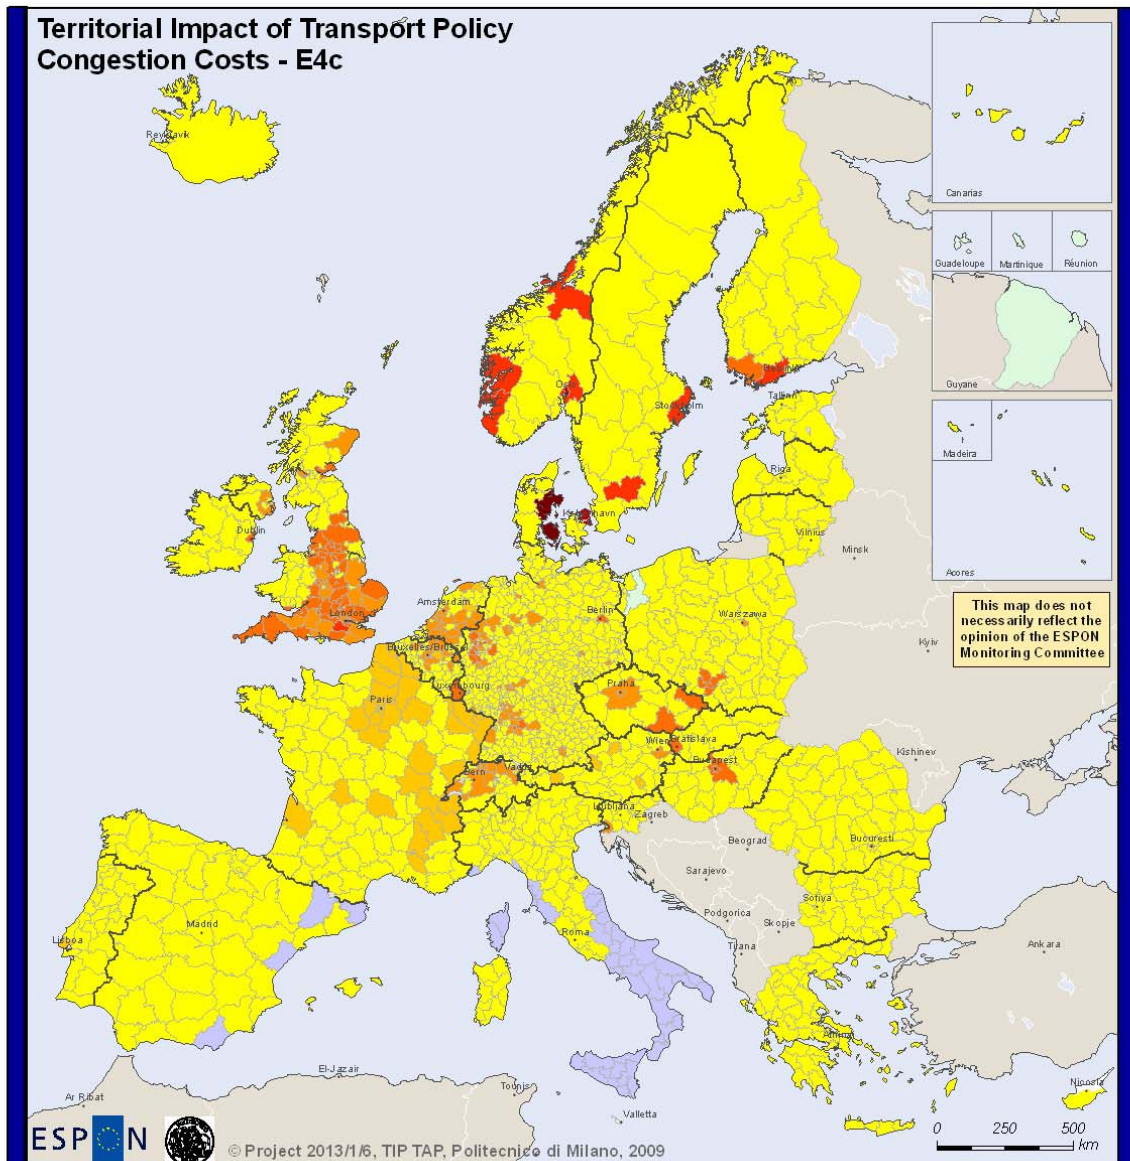 Territorial Impact of Transport Policy
Congestion Costs - E4c
Reykjavik
Canarias
Guadeloupe
Martinique
Réunion
Guyane
Madeira
Acores
This map does not
necessarily reflect the
opinion of the ESPON
Monitoring Committee
Stockholm
Tallinn
Riga
Vilnius
Minsk
Dublin
London
Amsterdam
Berlin
Warszawa
Kyiv
Paris
Praha
Bratislava
Budapest
Kishinev
Bern
Ljubljana
Zagreb
Beograd
Bucuresti
Sarajevo
Sofiya
Podgorica
Skopje
Tirana
Madrid
Lisboa
Roma
Ankara
El-Jazair
Tounis
Ar Ribat
Valletta
Nicosia
ESPON
© Project 2013/1/6, TIP TAP, Politecnico di Milano, 2009
0 250 500
km